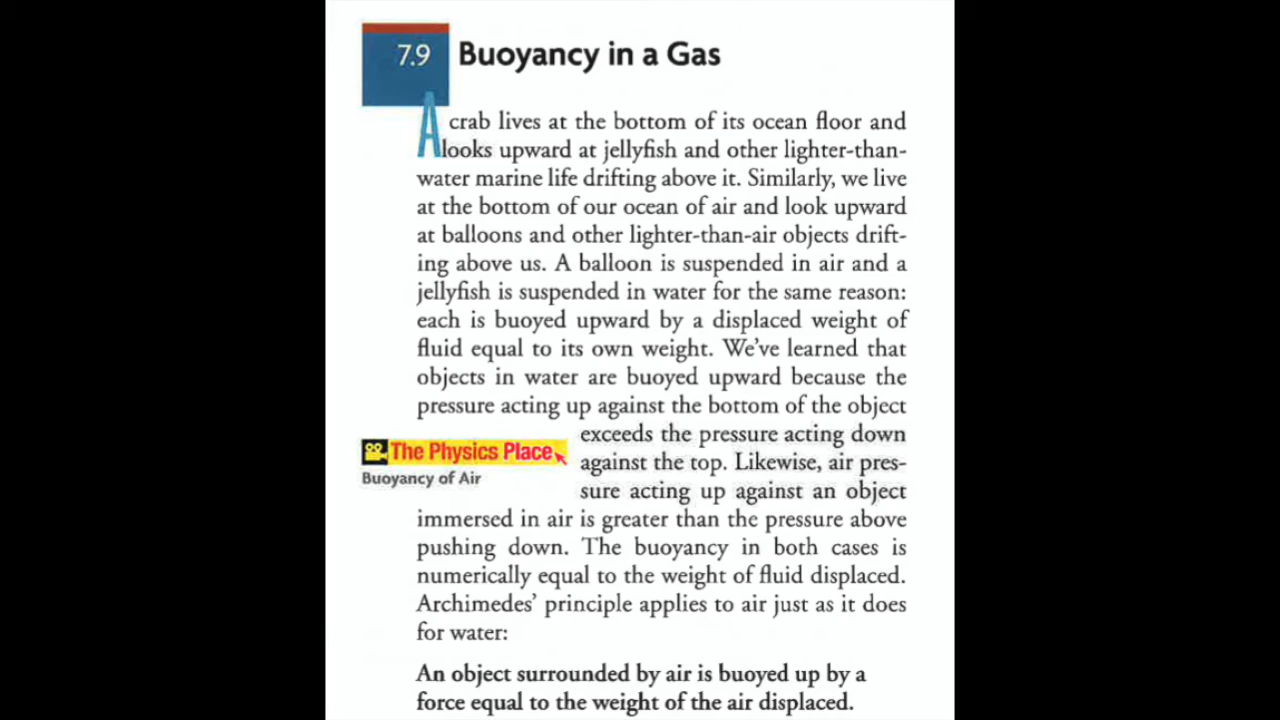 7.9 Buoyancy in a Gas
A crab lives at the bottom of its ocean floor and
looks upward at jellyfish and other lighter-than-
water marine life drifting above it. Similarly, we live
at the bottom of our ocean of air and look upward
at balloons and other lighter-than-air objects drift-
ing above us. A balloon is suspended in air and a
jellyfish is suspended in water for the same reason:
each is buoyed upward by a displaced weight of
fluid equal to its own weight. We've learned that
objects in water are buoyed upward because the
pressure acting up against the bottom of the object
exceeds the pressure acting down
against the top. Likewise, air pres-
sure acting up against an object
immersed in air is greater than the pressure above
pushing down. The buoyancy in both cases is
numerically equal to the weight of fluid displaced.
Archimedes' principle applies to air just as it does
for water:
The Physics Place
Buoyancy of Air
An object surrounded by air is buoyed up by a
force equal to the weight of the air displaced.